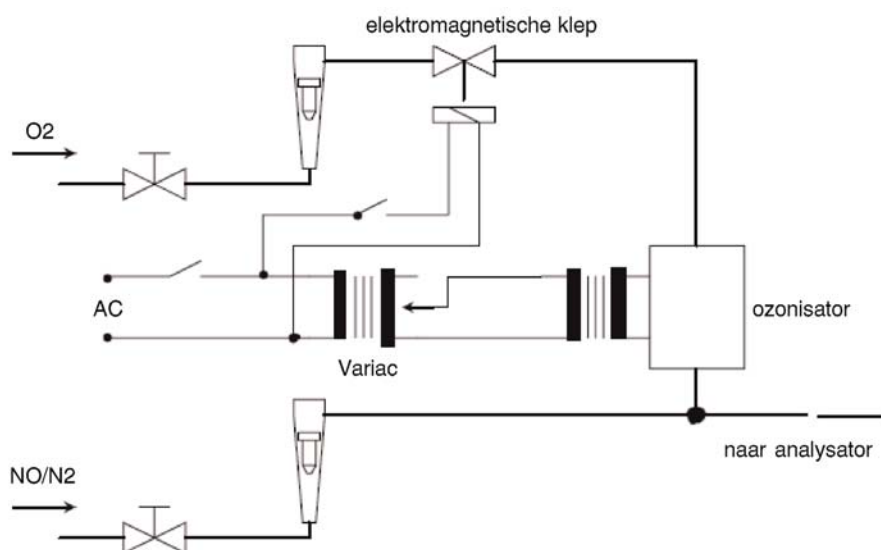 elektromagnetische klep
O2
AC
Variac
ozonisator
naar analysator
NO/N2